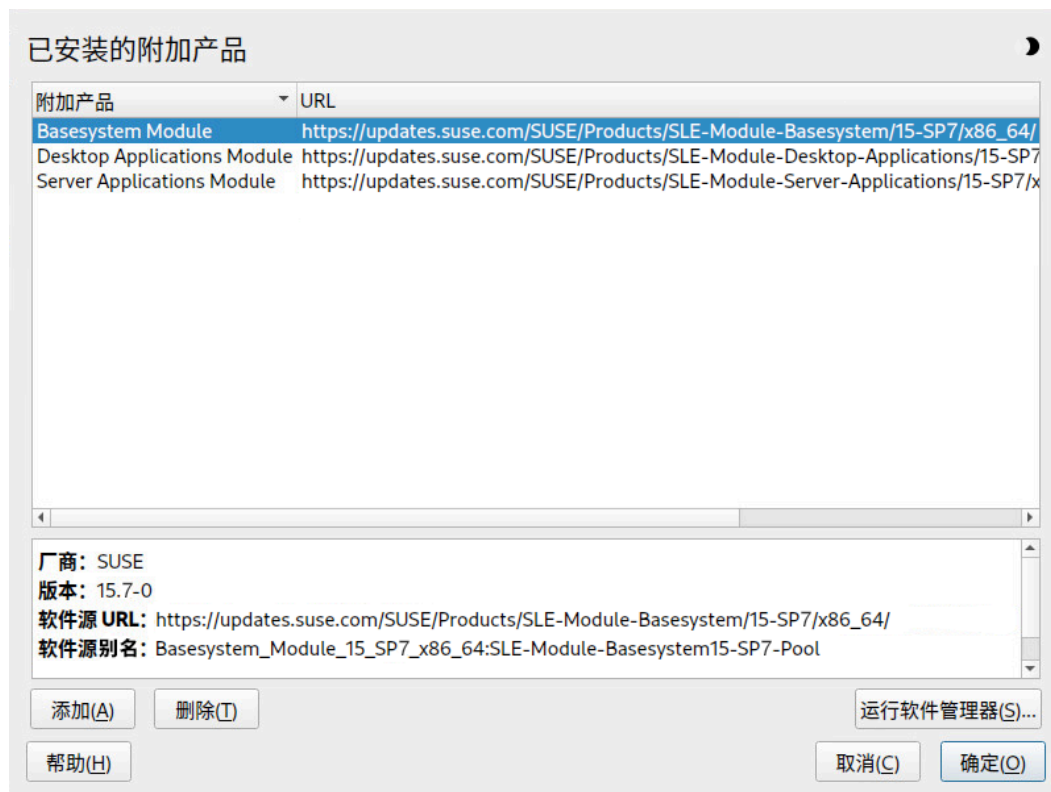 已安装的附加产品
附加产品 URL
Basesystem Module https://updates.suse.com/SUSE/Products/SLE-Module-Basesystem/15-SP7/x86_64/
Desktop Applications Module https://updates.suse.com/SUSE/Products/SLE-Module-Desktop-Applications/15-SP7
Server Applications Module https://updates.suse.com/SUSE/Products/SLE-Module-Server-Applications/15-SP7/x
厂商： SUSE
版本： 15.7-0
软件源 URL： https://updates.suse.com/SUSE/Products/SLE-Module-Basesystem/15-SP7/x86_64/
软件源别名： Basesystem_Module_15_SP7_x86_64:SLE-Module-Basesystem15-SP7-Pool
添加(A) 删除(T) 运行软件管理器(S)...
帮助(H) 取消(C) 确定(O)